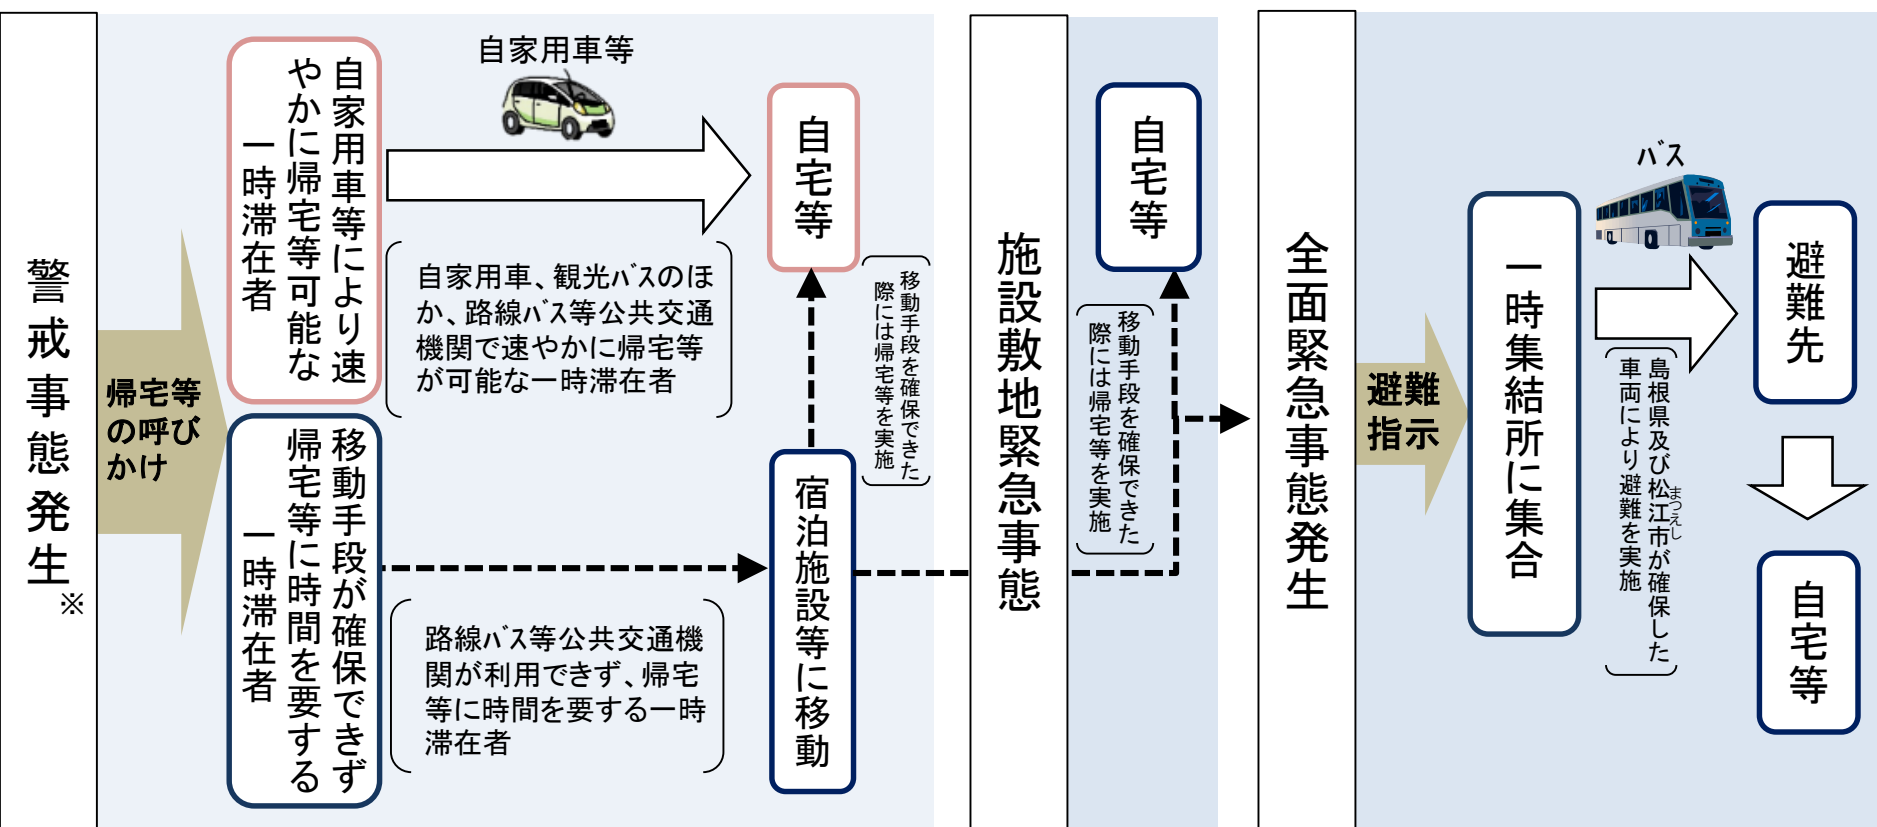 警戒事態発生
※
帰宅等
の呼び
かけ
自家用車等により速
やかに帰宅等可能な
一時滞在者
移動手段が確保できず
帰宅等に時間を要する
一時滞在者
自家用車等
自家用車、観光バスのほ
か、路線バス等公共交通
機関で速やかに帰宅等
が可能な一時滞在者
路線バス等公共交通機
関が利用できず、帰宅
等に時間を要する一時
滞在者
自宅等
移動手段を確保できた
際には帰宅等を実施
宿泊施設等に移動
施設敷地緊急事態
自宅等
移動手段を確保できた
際には帰宅等を実施
全面緊急事態発生
避難
指示
一時集結所に集合
バス
島根県及び松江市が確保した
まつえし
車両により避難を実施
避難先
自宅等